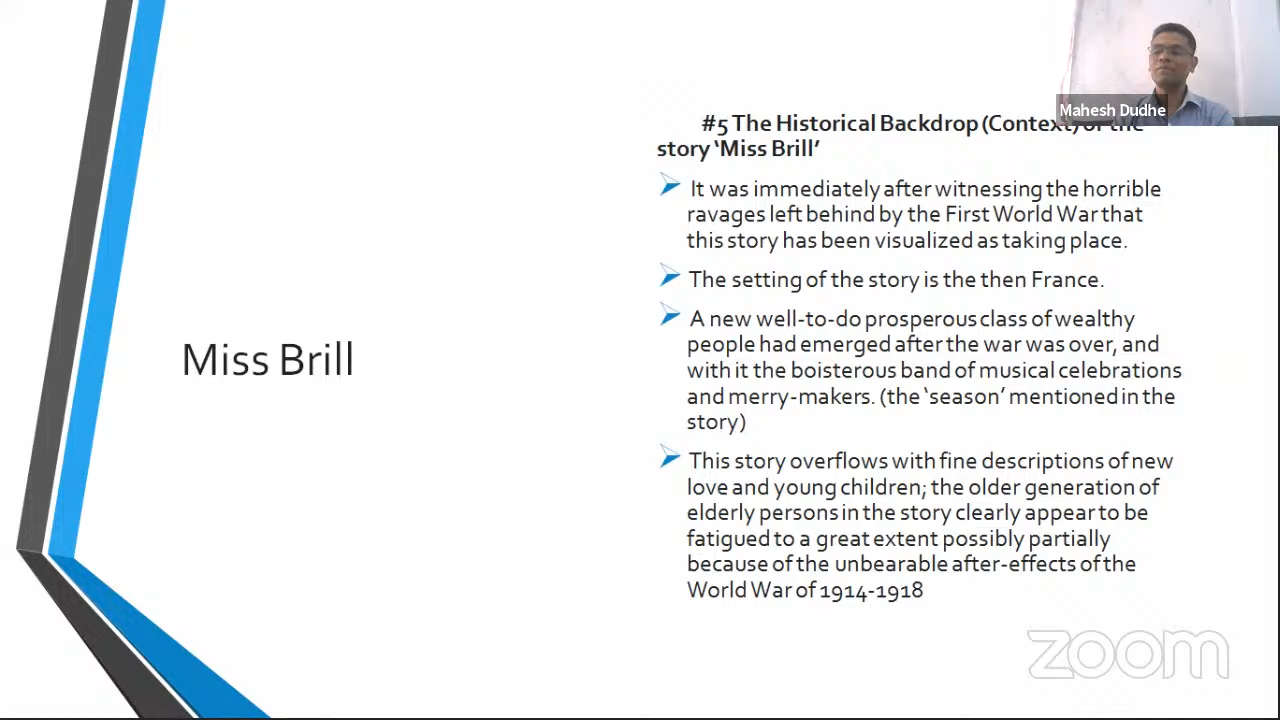 Mahesh Dudhe
#5 The Historical Backdrop (Context) of the
story ‘Miss Brill’
It was immediately after witnessing the horrible
ravages left behind by the First World War that
this story has been visualized as taking place.
The setting of the story is the then France.
A new well-to-do prosperous class of wealthy
people had emerged after the war was over, and
with it the boisterous band of musical celebrations
and merry-makers. (the ‘season’ mentioned in the
story)
This story overflows with fine descriptions of new
love and young children; the older generation of
elderly persons in the story clearly appear to be
fatigued to a great extent possibly partially
because of the unbearable after-effects of the
World War of 1914-1918
Miss Brill
zoom